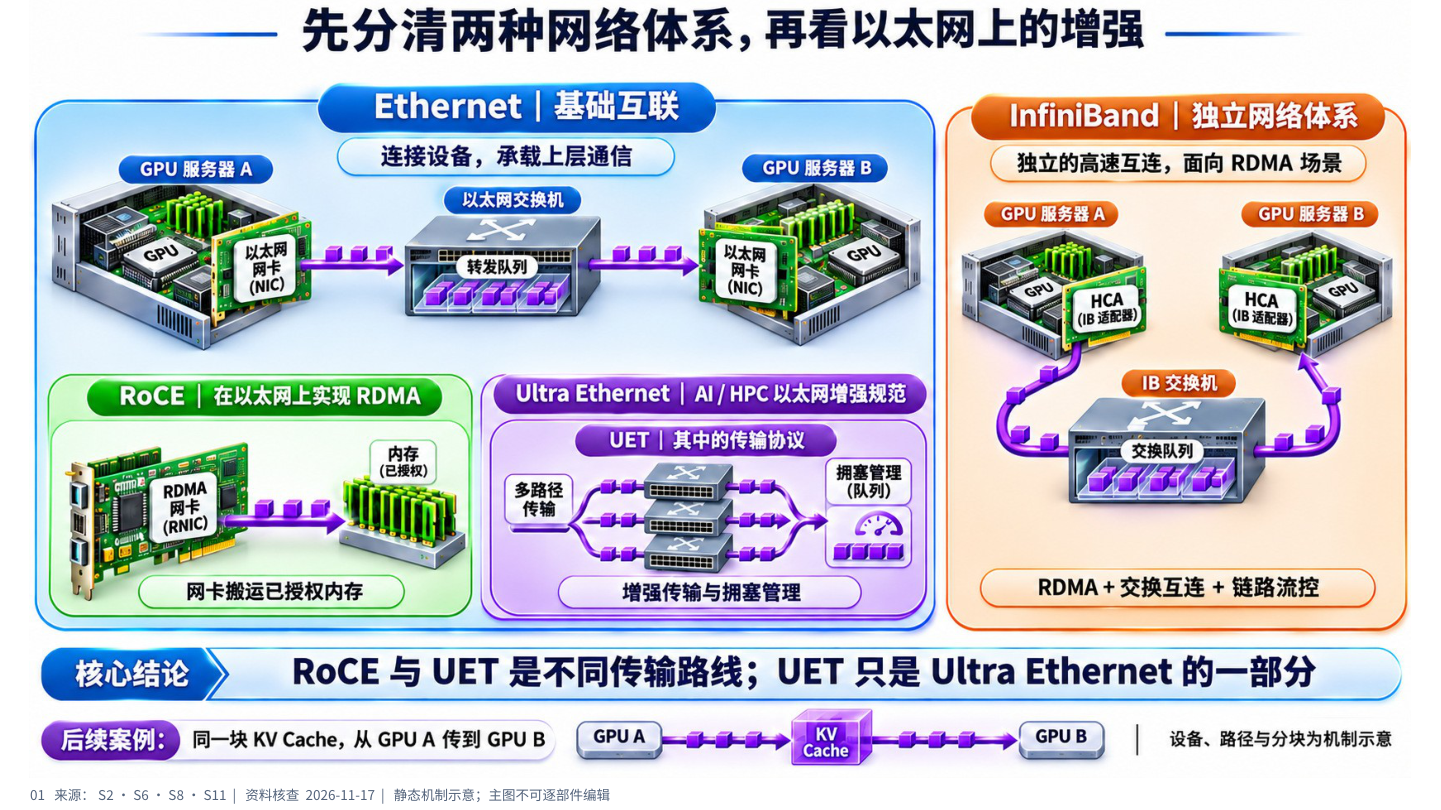 先分清两种网络体系，再看以太网上的增强
Ethernet｜基础互联
连接设备，承载上层通信
GPU 服务器 A
以太网交换机
GPU 服务器 B
GPU
以太网
网卡
(NIC)
转发队列
以太网
网卡
(NIC)
GPU
RoCE｜在以太网上实现 RDMA
RDMA
网卡
(RNIC)
内存
(已授权)
网卡搬运已授权内存
Ultra Ethernet｜AI / HPC 以太网增强规范
UET｜其中的传输协议
多路径
传输
拥塞管理
(队列)
增强传输与拥塞管理
InfiniBand｜独立网络体系
独立的高速互连，面向 RDMA 场景
GPU 服务器 A
GPU 服务器 B
GPU
HCA
(IB 适配器)
HCA
(IB 适配器)
GPU
IB 交换机
交换队列
RDMA + 交换互连 + 链路流控
核心结论
RoCE 与 UET 是不同传输路线；UET 只是 Ultra Ethernet 的一部分
后续案例：
同一块 KV Cache，从 GPU A 传到 GPU B
GPU A
KV
Cache
GPU B
设备、路径与分块为机制示意
01 来源： S2 · S6 · S8 · S11｜ 资料核查 2026-11-17｜ 静态机制示意；主图不可逐部件编辑